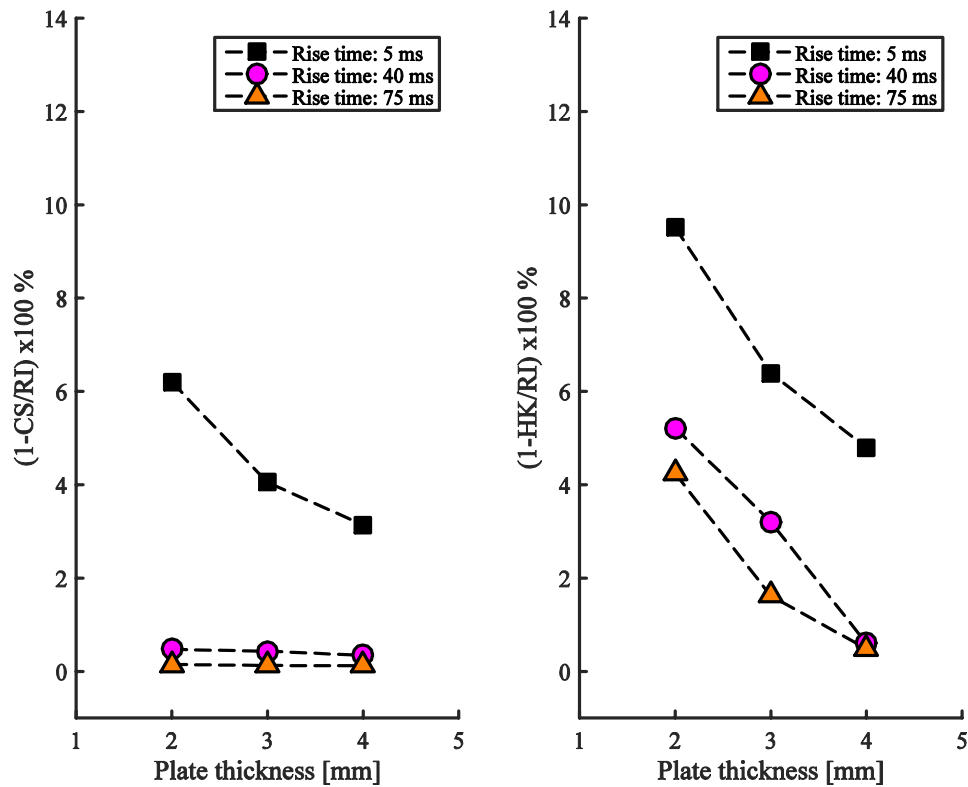 14
12
10
8
6
4
2
0
(1-CS/RI) x100 %
Rise time: 5 ms
Rise time: 40 ms
Rise time: 75 ms
1 2 3 4 5
Plate thickness [mm]
14
12
10
8
6
4
2
0
(1-HK/RI) x100 %
Rise time: 5 ms
Rise time: 40 ms
Rise time: 75 ms
1 2 3 4 5
Plate thickness [mm]